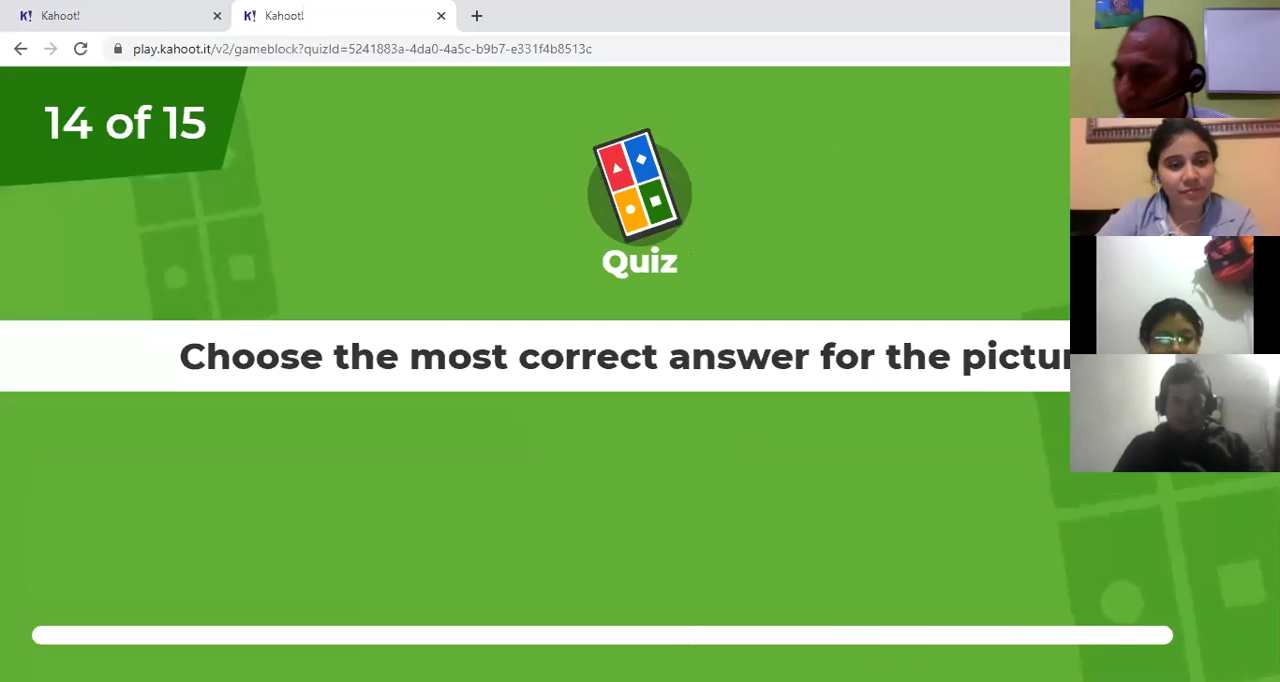 K! Kahoot!
K! Kahoot!
play.kahoot.it/v2/gameblock?quizId=5241883a-4da0-4a5c-b9b7-e331f4b8513c
14 of 15
Quiz
Choose the most correct answer for the pictur